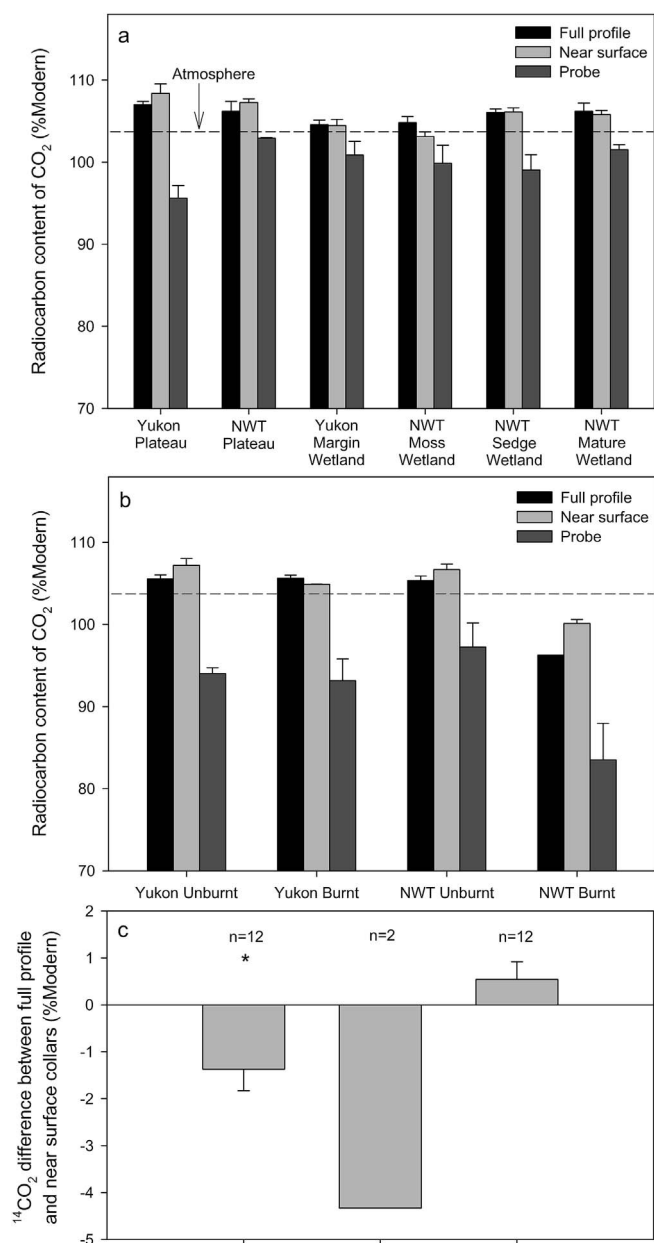 a
Full profile
Near surface
Probe
Atmosphere
Radiocarbon content of CO2 (%Modern)
110
100
90
80
70
Yukon Plateau
NWT Plateau
Yukon Margin Wetland
NWT Moss Wetland
NWT Sedge Wetland
NWT Mature Wetland
b
Full profile
Near surface
Probe
Radiocarbon content of CO2 (%Modern)
110
100
90
80
70
Yukon Unburnt
Yukon Burnt
NWT Unburnt
NWT Burnt
c
n=12
n=2
n=12
*
14CO2 difference between full profile
and near surface collars (%Modern)
2
1
0
-1
-2
-3
-4
-5